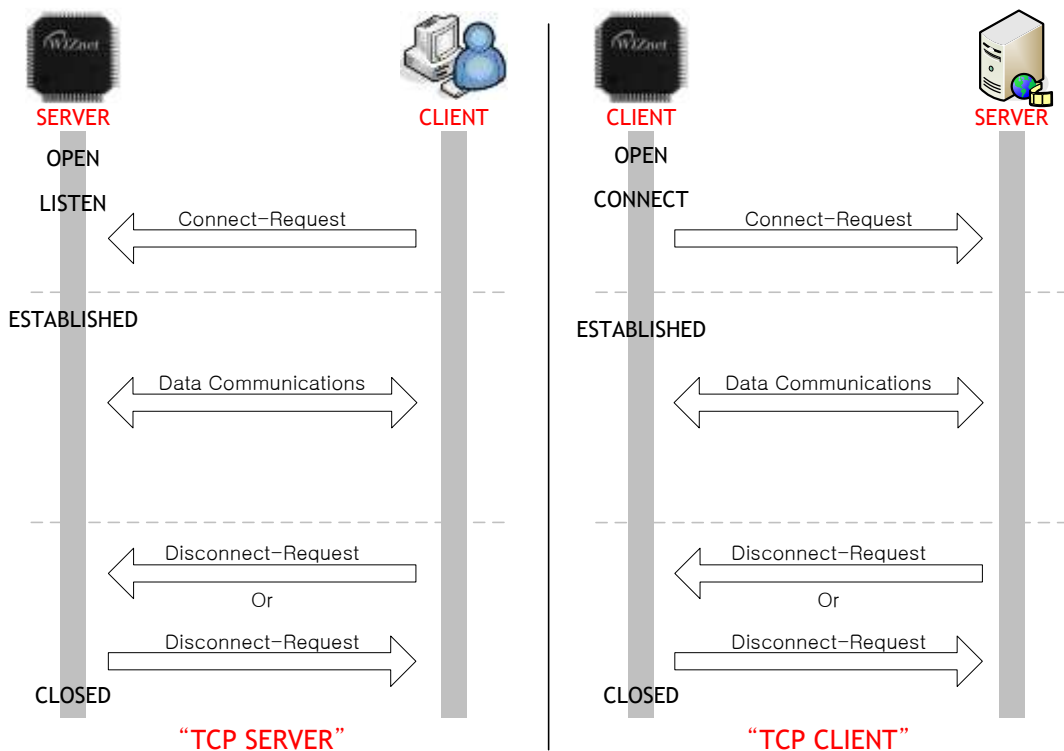 WIZnet
SERVER
CLIENT
OPEN
LISTEN
Connect-Request
ESTABLISHED
Data Communications
Disconnect-Request
Or
Disconnect-Request
CLOSED
“TCP SERVER”
WIZnet
CLIENT
SERVER
OPEN
CONNECT
Connect-Request
ESTABLISHED
Data Communications
Disconnect-Request
Or
Disconnect-Request
CLOSED
“TCP CLIENT”